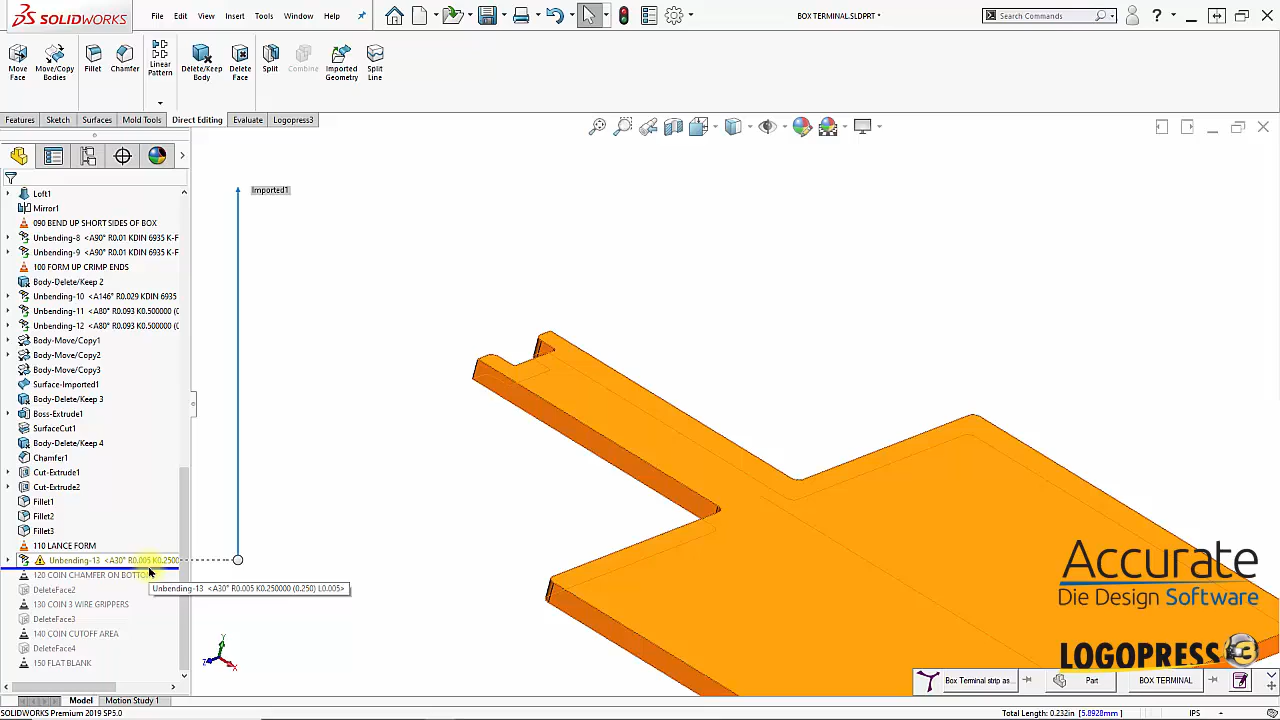 SOLIDWORKS
File Edit View Insert Tools Window Help
BOX TERMINAL.SLDPRT *
Search Commands
Move Face
Move/Copy Bodies
Fillet
Chamfer
Linear Pattern
Delete/Keep Body
Delete Face
Split
Combine
Imported Geometry
Split Line
Features Sketch Surfaces Mold Tools Direct Editing Evaluate Logopress3
Imported1
Loft1
Mirror1
090 BEND UP SHORT SIDES OF BOX
Unbending-8 <A90° R0.01 KDIN 6935 K-F
Unbending-9 <A90° R0.01 KDIN 6935 K-F
100 FORM UP CRIMP ENDS
Body-Delete/Keep 2
Unbending-10 <A146° R0.029 KDIN 6935
Unbending-11 <A80° R0.093 K0.500000 (0
Unbending-12 <A80° R0.093 K0.500000 (0
Body-Move/Copy1
Body-Move/Copy2
Body-Move/Copy3
Surface-Imported1
Body-Delete/Keep 3
Boss-Extrude1
SurfaceCut1
Body-Delete/Keep 4
Chamfer1
Cut-Extrude1
Cut-Extrude2
Fillet1
Fillet2
Fillet3
110 LANCE FORM
Unbending-13 <A30° R0.005 K0.2500
120 COIN CHAMFER ON BOTTO
Unbending-13 <A30° R0.005 K0.250000 (0.250) L0.005>
DeleteFace2
130 COIN 3 WIRE GRIPPERS
DeleteFace3
140 COIN CUTOFF AREA
DeleteFace4
150 FLAT BLANK
Accurate
Die Design Software
LOGOPRESS3
Box Terminal strip as... Part BOX TERMINAL
Model Motion Study 1
SOLIDWORKS Premium 2019 SP5.0
Total Length: 0.232in [5.8928mm] IPS